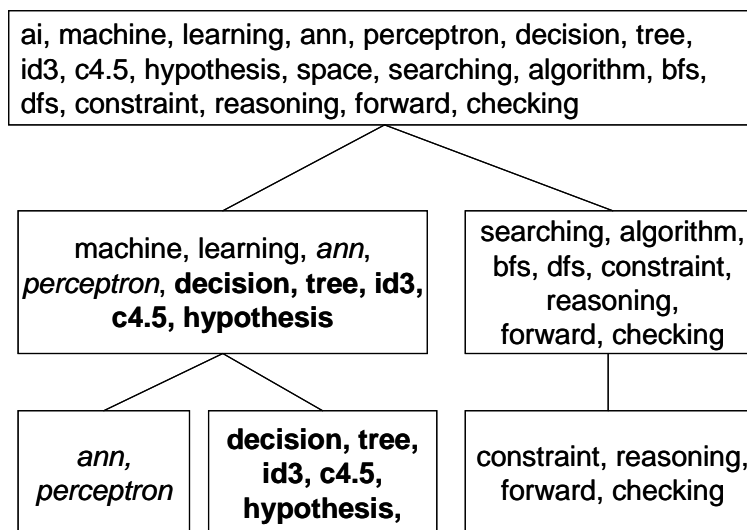 ai, machine, learning, ann, perceptron, decision, tree,
id3, c4.5, hypothesis, space, searching, algorithm, bfs,
dfs, constraint, reasoning, forward, checking
machine, learning, ann,
perceptron, decision, tree, id3,
c4.5, hypothesis
searching, algorithm,
bfs, dfs, constraint,
reasoning,
forward, checking
ann,
perceptron
decision, tree,
id3, c4.5,
hypothesis,
constraint, reasoning,
forward, checking